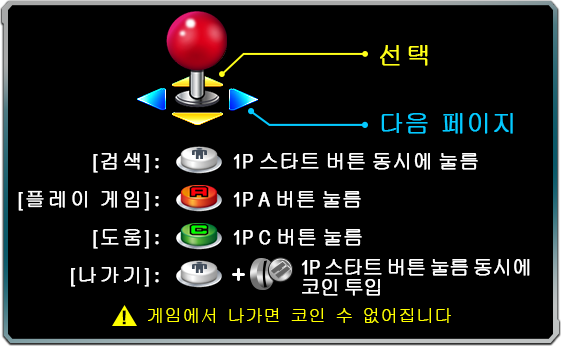 선택
다음 페이지
[검색]: 1P 스타트 버튼 동시에 눌름
[플레이 게임]: A 1P A 버튼 눌름
[도움]: C 1P C 버튼 눌름
[나가기]: + 1P 스타트 버튼 눌름 동시에
코인 투입
게임에서 나가면 코인 수 없어집니다